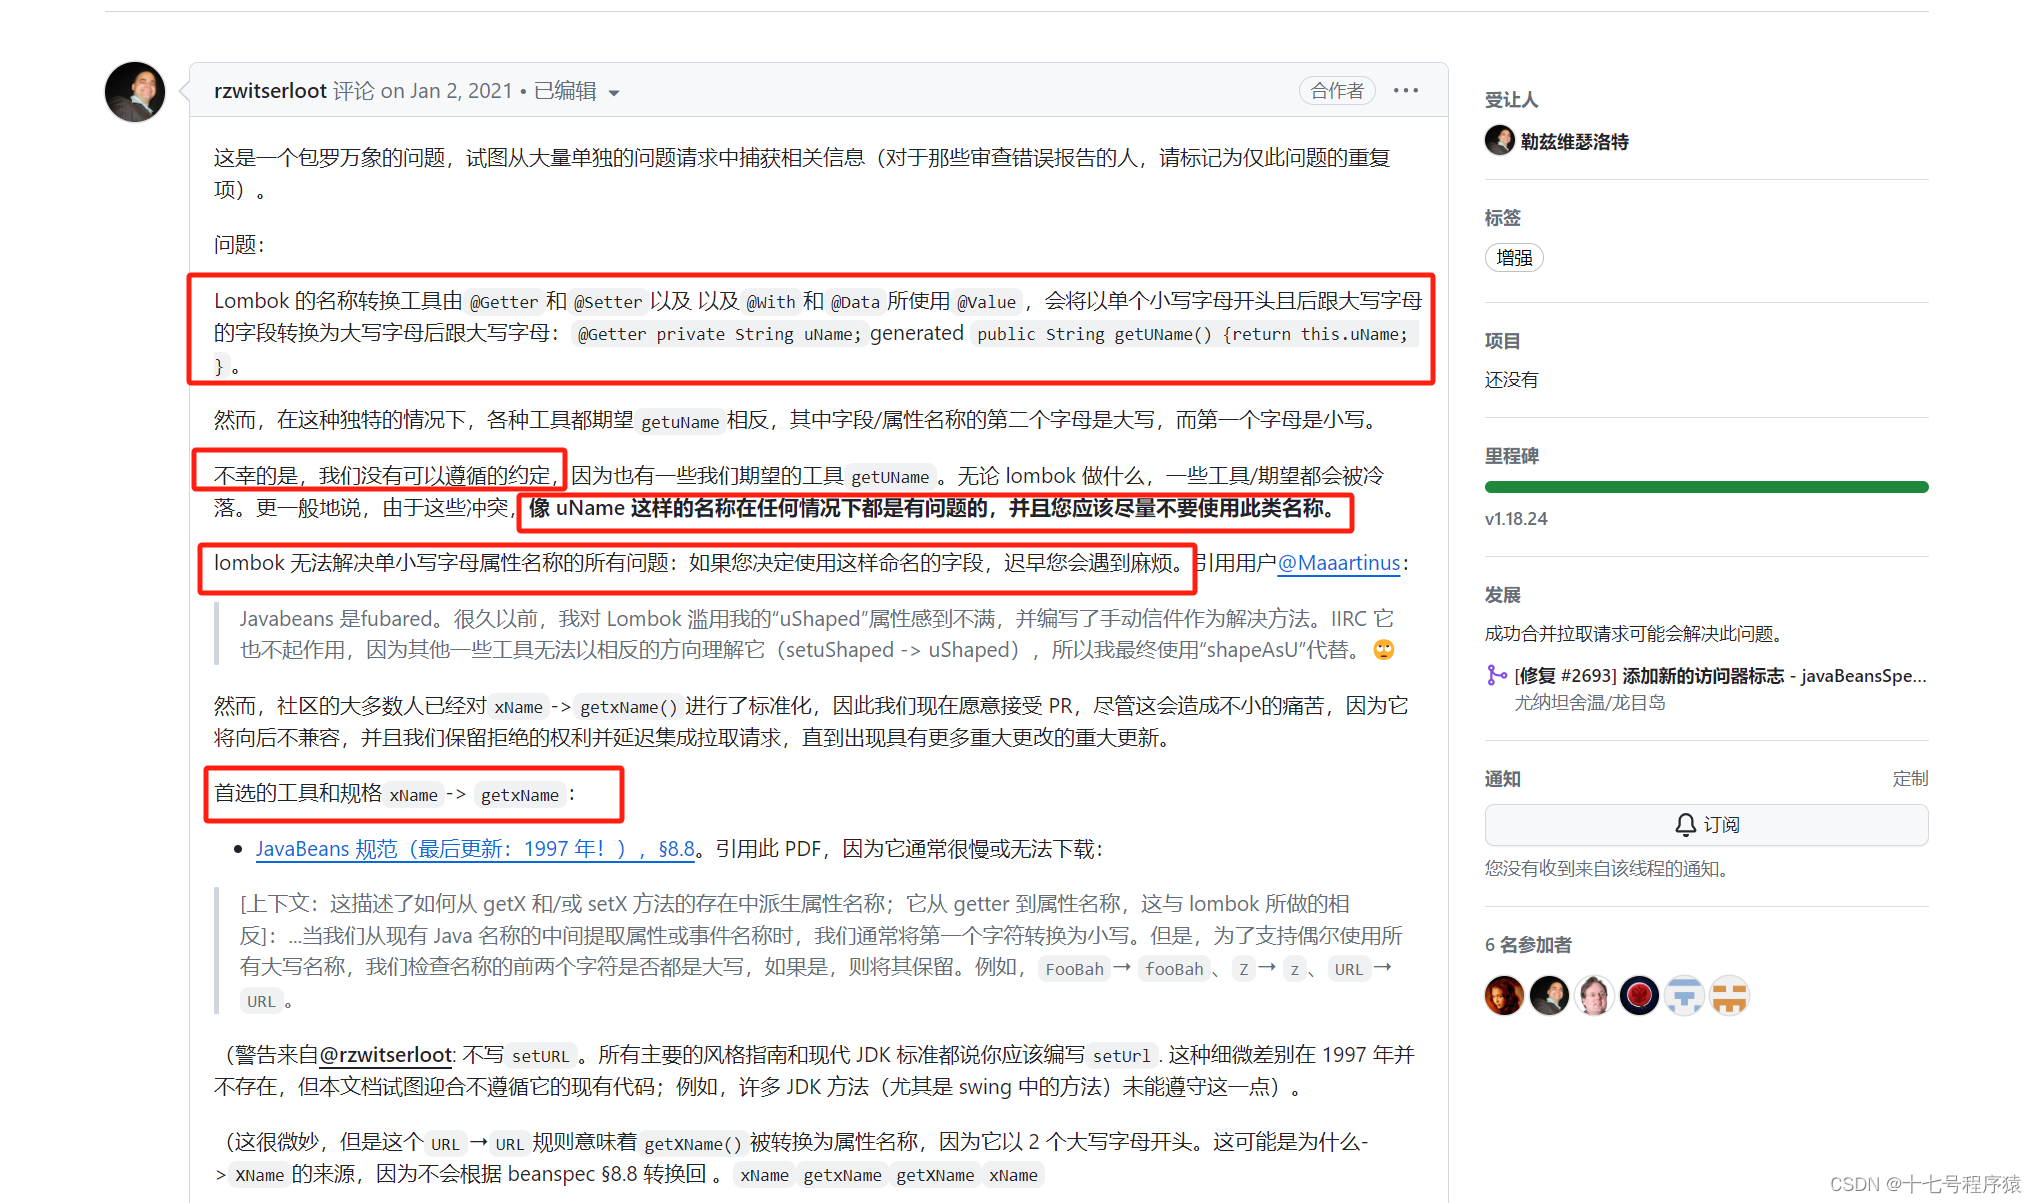 rzwitserloot 评论 on Jan 2, 2021 • 已编辑
合作者
这是一个包罗万象的问题，试图从大量单独的问题请求中捕获相关信息（对于那些审查错误报告的人，请标记为仅此问题的重复
项）。
问题：
Lombok 的名称转换工具由 @Getter 和 @Setter 以及 以及 @With 和 @Data 所使用 @Value ，会将以单个小写字母开头且后跟大写字母
的字段转换为大写字母后跟大写字母： @Getter private String uName; generated public String getUName() {return this.uName;
} 。
然而，在这种独特的情况下，各种工具都期望 getuName 相反，其中字段/属性名称的第二个字母是大写，而第一个字母是小写。
不幸的是，我们没有可以遵循的约定，因为也有一些我们期望的工具 getUName 。无论 lombok 做什么，一些工具/期望都会被冷
落。更一般地说，由于这些冲突，像 uName 这样的名称在任何情况下都是有问题的，并且您应该尽量不要使用此类名称。
lombok 无法解决单小写字母属性名称的所有问题：如果您决定使用这样命名的字段，迟早您会遇到麻烦。引用用户@Maaartinus：
Javabeans 是fubared。很久以前，我对 Lombok 滥用我的“uShaped”属性感到不满，并编写了手动信件作为解决方法。IIRC 它
也不起作用，因为其他一些工具无法以相反的方向理解它（setuShaped -> uShaped），所以我最终使用“shapeAsU”代替。🙄
然而，社区的大多数人已经对 xName -> getxName() 进行了标准化，因此我们现在愿意接受 PR，尽管这会造成不小的痛苦，因为它
将向后不兼容，并且我们保留拒绝的权利并延迟集成拉取请求，直到出现具有更多重大更改的重大更新。
首选的工具和规格 xName -> getxName ：
• JavaBeans 规范（最后更新：1997 年！），§8.8。引用此 PDF，因为它通常很慢或无法下载：
[上下文：这描述了如何从 getX 和/或 setX 方法的存在中派生属性名称；它从 getter 到属性名称，这与 lombok 所做的相
反]：...当我们从现有 Java 名称的中间提取属性或事件名称时，我们通常将第一个字符转换为小写。但是，为了支持偶尔使用所
有大写名称，我们检查名称的前两个字符是否都是大写，如果是，则将其保留。例如， FooBah → fooBah 、 Z → z 、 URL →
URL 。
（警告来自@rzwitserloot: 不写 setURL 。所有主要的风格指南和现代 JDK 标准都说你应该编写 setUrl . 这种细微差别在 1997 年并
不存在，但本文档试图迎合不遵循它的现有代码；例如，许多 JDK 方法（尤其是 swing 中的方法）未能遵守这一点）。
（这很微妙，但是这个 URL → URL 规则意味着 getXName() 被转换为属性名称，因为它以 2 个大写字母开头。这可能是为什么-
> XName 的来源，因为不会根据 beanspec §8.8 转换回 。 xName getxName getXName xName
受让人
勒兹维瑟洛特
标签
增强
项目
还没有
里程碑
v1.18.24
发展
成功合并拉取请求可能会解决此问题。
[修复 #2693] 添加新的访问器标志 - javaBeansSpe...
尤纳坦舍温/龙目岛
通知 定制
订阅
您没有收到来自该线程的通知。
6 名参加者
CSDN @十七号程序猿